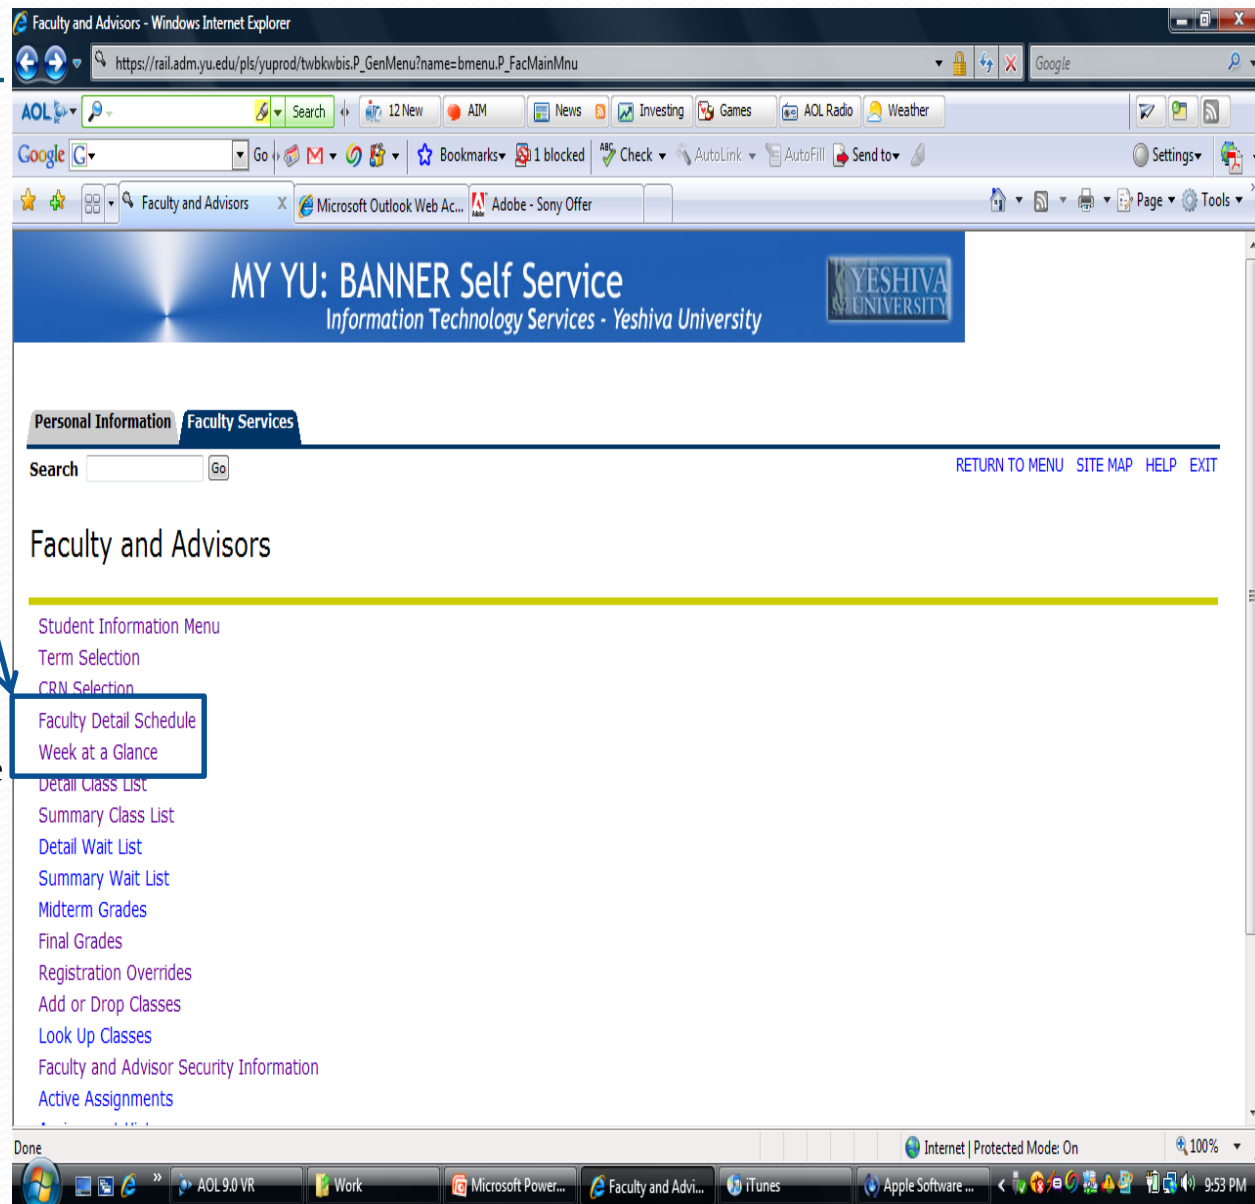 Faculty and Advisors - Windows Internet Explorer
https://rail.adm.yu.edu/pls/yuprod/twbkwbis.P_GenMenu?name=bmenu.P_FacMainMnu
Google
AOL Search 12 New AIM News Investing Games AOL Radio Weather
Google G Go Bookmarks 1 blocked ABC Check AutoLink AutoFill Send to Settings
Faculty and Advisors X Microsoft Outlook Web Ac... Adobe - Sony Offer Page Tools
MY YU: BANNER Self Service
Information Technology Services - Yeshiva University
YESHIVA
UNIVERSITY
Personal Information Faculty Services
Search Go RETURN TO MENU SITE MAP HELP EXIT
Faculty and Advisors
Student Information Menu
Term Selection
CRN Selection
Faculty Detail Schedule
Week at a Glance
Detail Class List
Summary Class List
Detail Wait List
Summary Wait List
Midterm Grades
Final Grades
Registration Overrides
Add or Drop Classes
Look Up Classes
Faculty and Advisor Security Information
Active Assignments
Done Internet | Protected Mode: On 100%
AOL 9.0 VR Work Microsoft Power... Faculty and Advi... iTunes Apple Software ... 9:53 PM